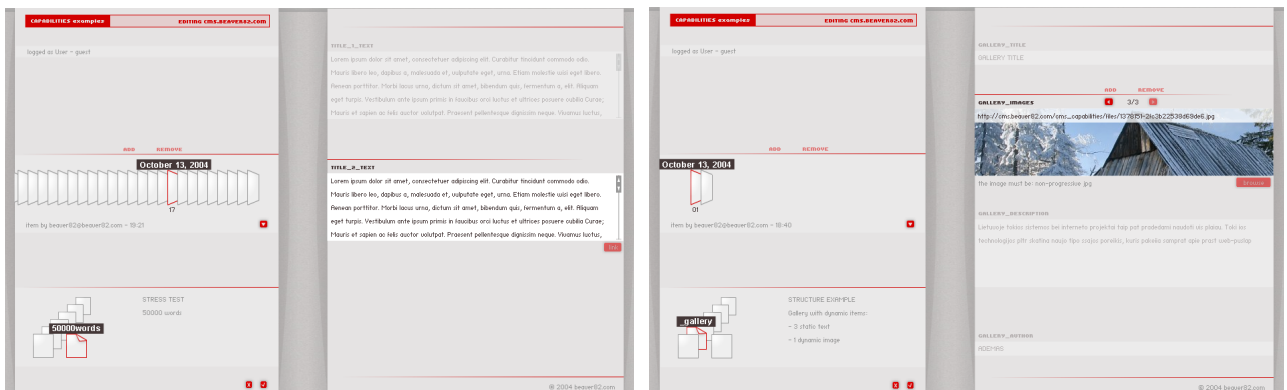 CAPABILITIES examples
EDITING CMS.BEAVER82.COM
logged as User - guest
ADD REMOVE
October 13, 2004
17
item by beaver82@beaver82.com - 19:21
STRESS TEST
50000 words
50000words
TITLE_1_TEXT
Lorem ipsum dolor sit amet, consectetuer adipiscing elit. Curabitur tincidunt commodo odio.
Mauris libero leo, dapibus a, malesuada et, vulputate eget, urna. Etiam molestie wisi eget libero.
Aenean porttitor. Morbi lacus urna, dictum sit amet, bibendum quis, fermentum a, elit. Aliquam
eget turpis. Vestibulum ante ipsum primis in faucibus orci luctus et ultrices posuere cubilia Curae;
Mauris et sapien ac felis auctor volutpat. Praesent pellentesque dignissim neque. Vivamus luctus,
TITLE_2_TEXT
Lorem ipsum dolor sit amet, consectetuer adipiscing elit. Curabitur tincidunt commodo odio.
Mauris libero leo, dapibus a, malesuada et, vulputate eget, urna. Etiam molestie wisi eget libero.
Aenean porttitor. Morbi lacus urna, dictum sit amet, bibendum quis, fermentum a, elit. Aliquam
eget turpis. Vestibulum ante ipsum primis in faucibus orci luctus et ultrices posuere cubilia Curae;
Mauris et sapien ac felis auctor volutpat. Praesent pellentesque dignissim neque. Vivamus luctus,
© 2004 beaver82.com
CAPABILITIES examples
EDITING CMS.BEAVER82.COM
logged as User - guest
ADD REMOVE
October 13, 2004
01
item by beaver82@beaver82.com - 18:40
STRUCTURE EXAMPLE
Gallery with dynamic items:
- 3 static text
- 1 dynamic image
_gallery
GALLERY_TITLE
GALLERY TITLE
ADD REMOVE
GALLERY_IMAGES
3/3
the image must be: non-progressive jpg
browse
GALLERY_DESCRIPTION
GALLERY_AUTHOR
ADEMAS
© 2004 beaver82.com